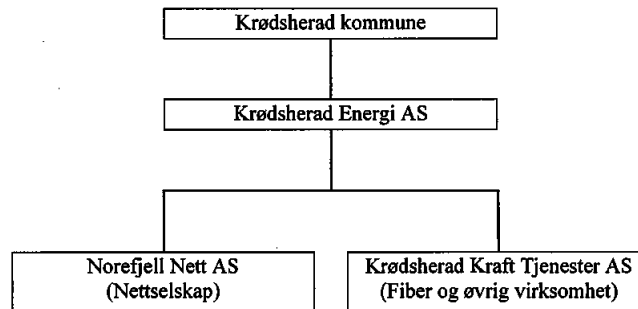 Krødsherad kommune
Krødsherad Energi AS
Norefjell Nett AS
(Nettselskap)
Krødsherad Kraft Tjenester AS
(Fiber og øvrig virksomhet)